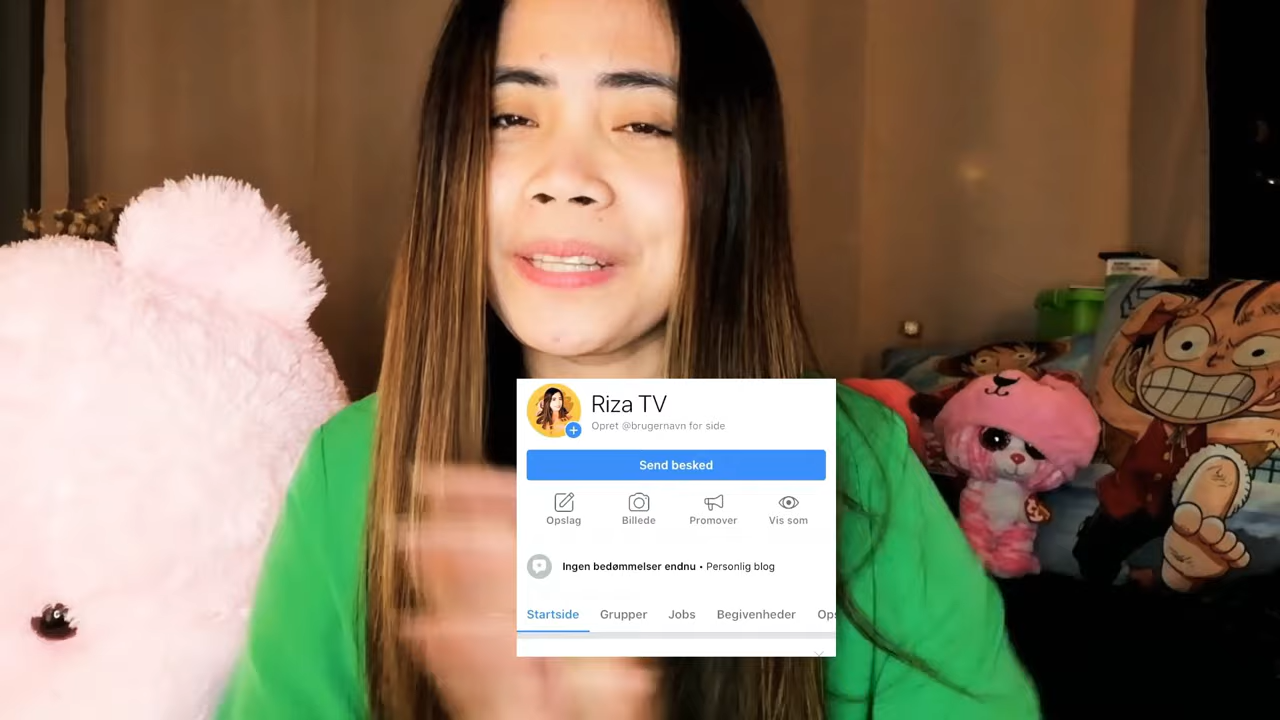 Riza TV
Opret @brugernavn for side
Send besked
Opslag Billede Promover Vis som
Ingen bedømmelser endnu • Personlig blog
Startside Grupper Jobs Begivenheder Ops